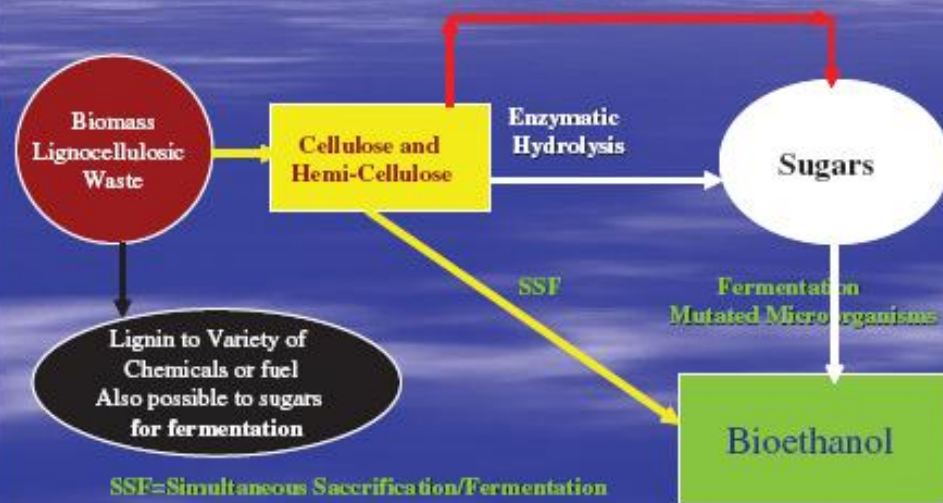 Biomass
Lignocellulosic
Waste
Cellulose and
Hemi-Cellulose
Enzymatic
Hydrolysis
Sugars
SSF
Fermentation
Mutated Microorganisms
Lignin to Variety of
Chemicals or fuel
Also possible to sugars
for fermentation
Bioethanol
SSF=Simultaneous Saccrification/Fermentation